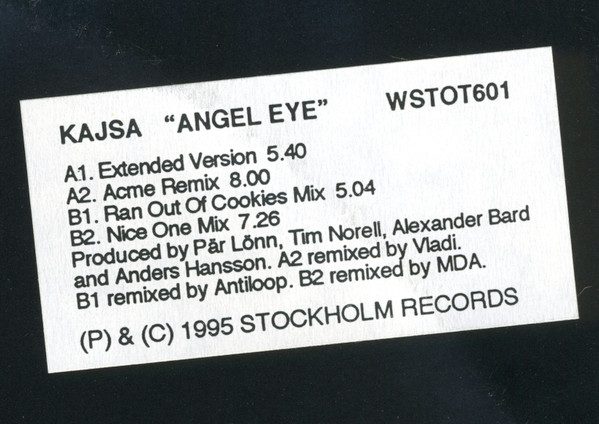 KAJSA "ANGEL EYE" WSTOT601
A1. Extended Version 5.40
A2. Acme Remix 8.00
B1. Ran Out Of Cookies Mix 5.04
B2. Nice One Mix 7.26
Produced by Pär Lönn, Tim Norell, Alexander Bard
and Anders Hansson. A2 remixed by Vladi.
B1 remixed by Antiloop. B2 remixed by MDA.
(P) & (C) 1995 STOCKHOLM RECORDS